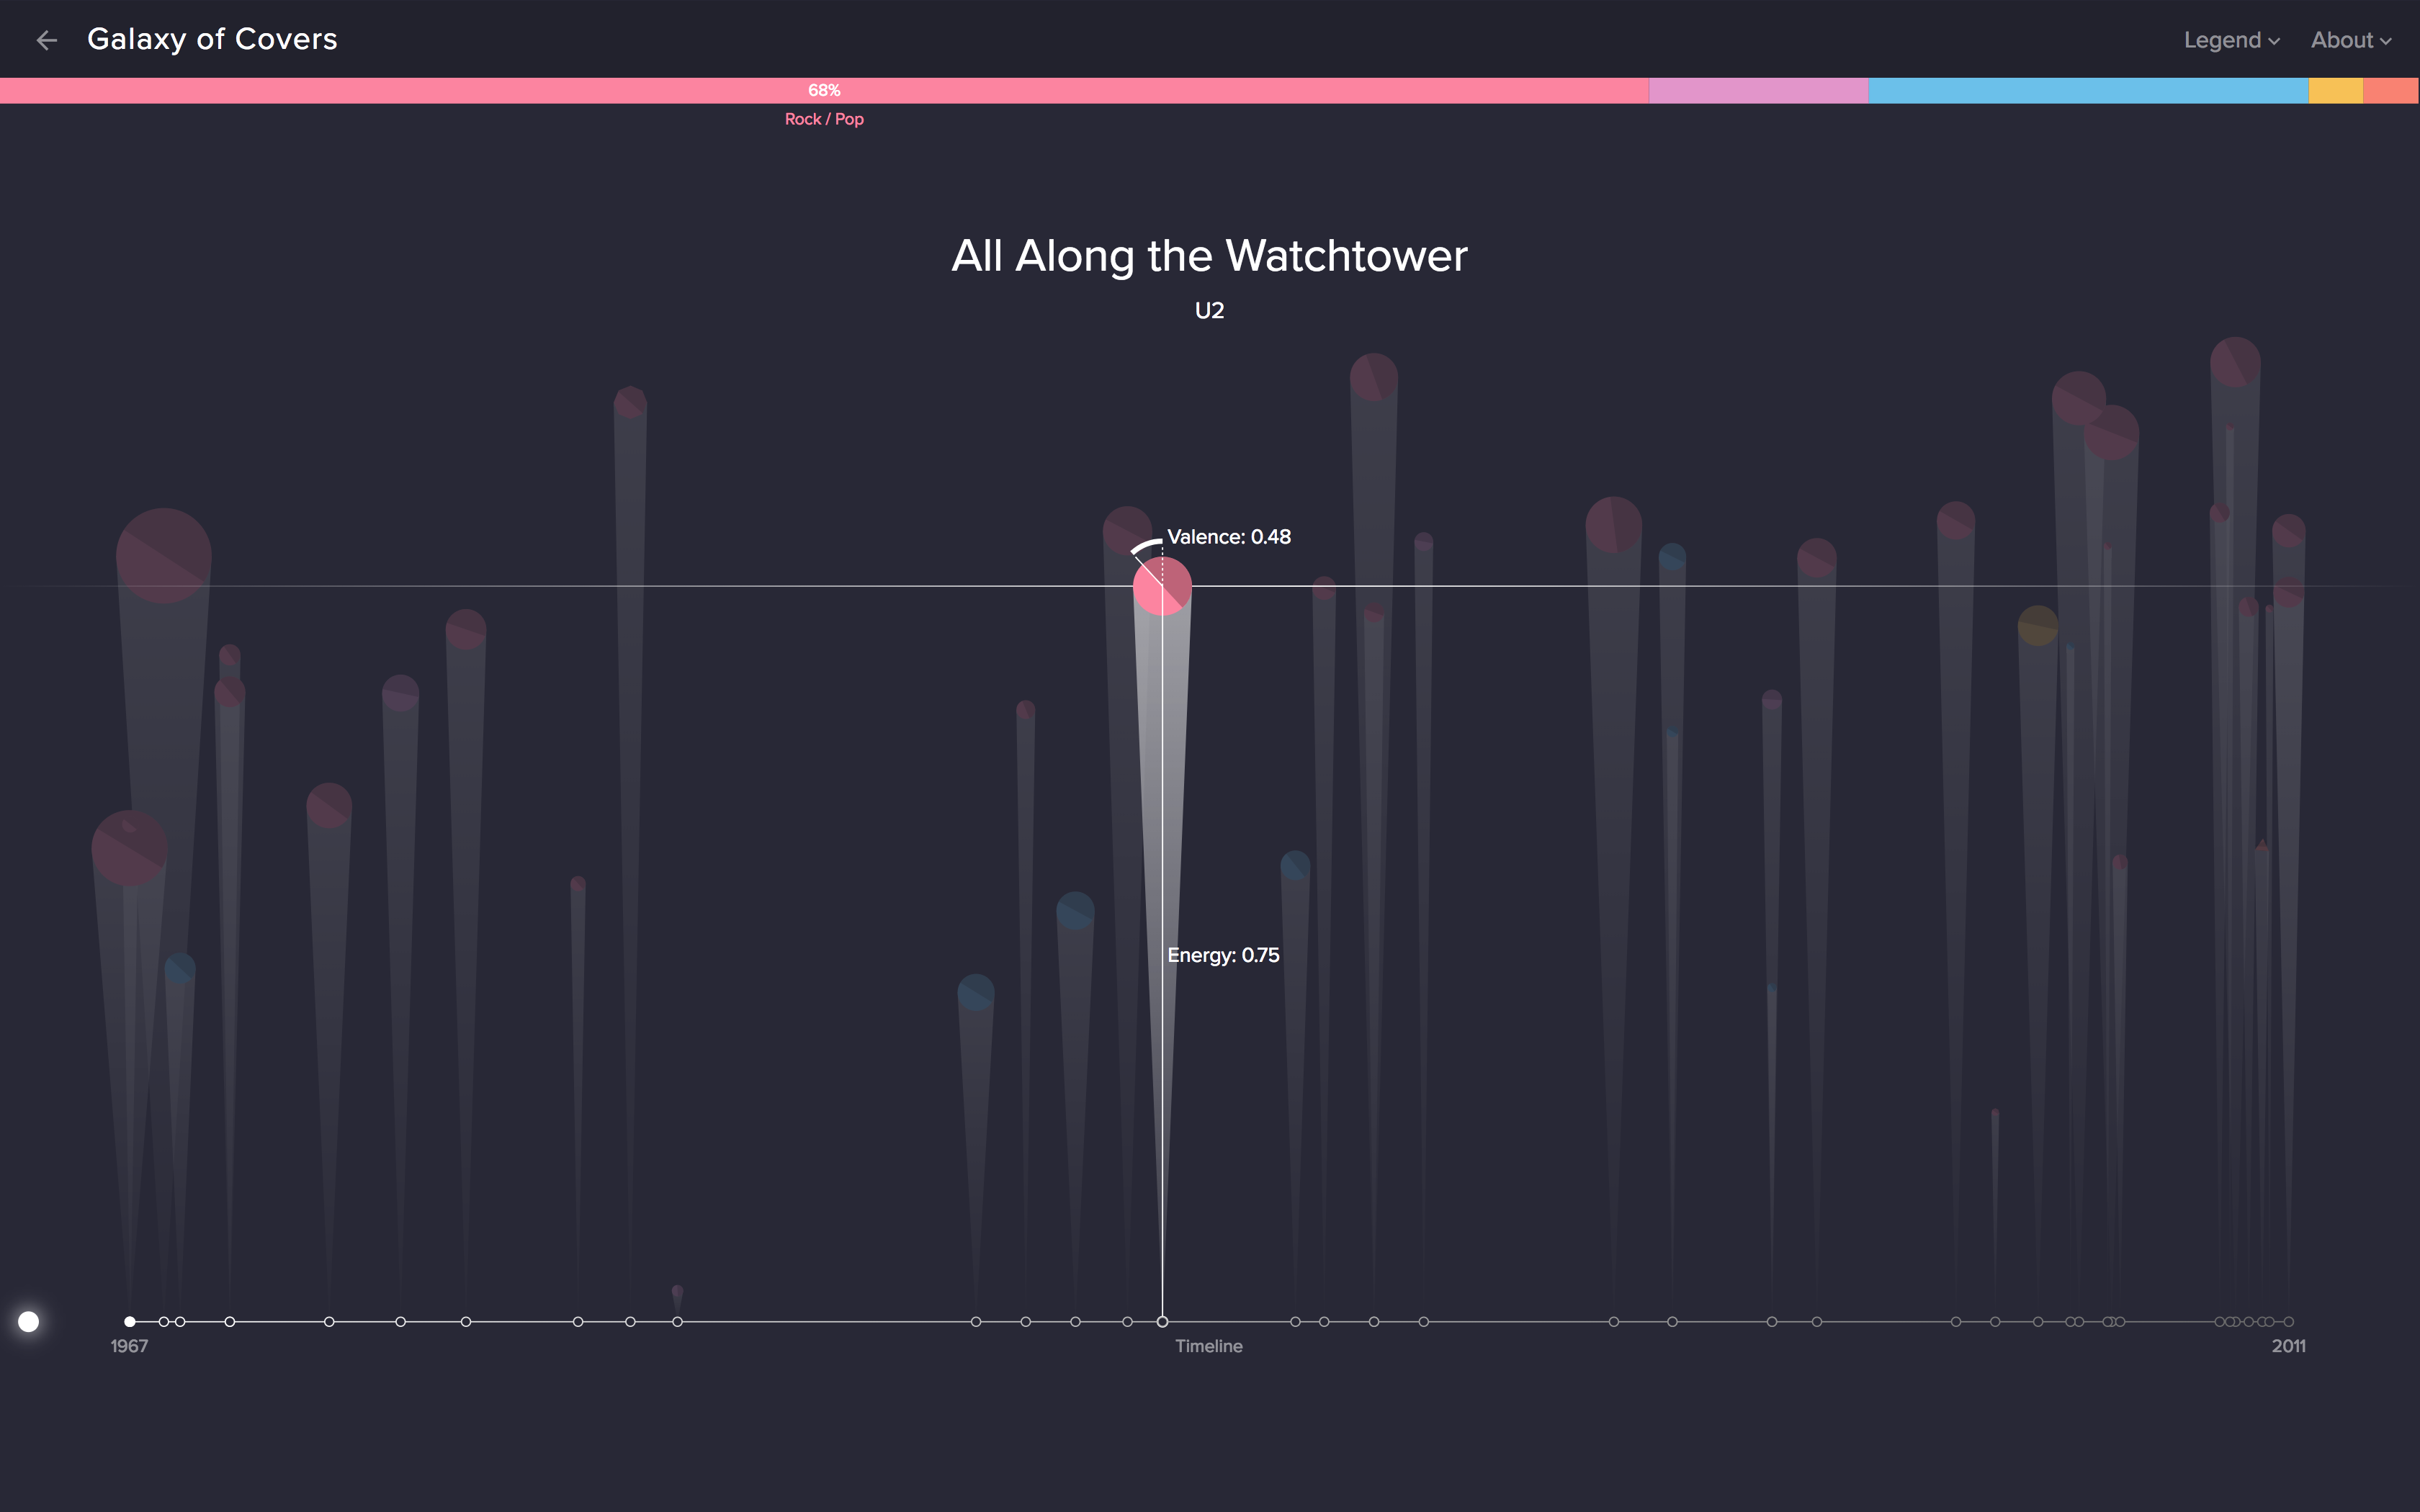 Galaxy of Covers
Legend
About
68%
Rock / Pop
All Along the Watchtower
U2
Valence: 0.48
Energy: 0.75
1967
Timeline
2011